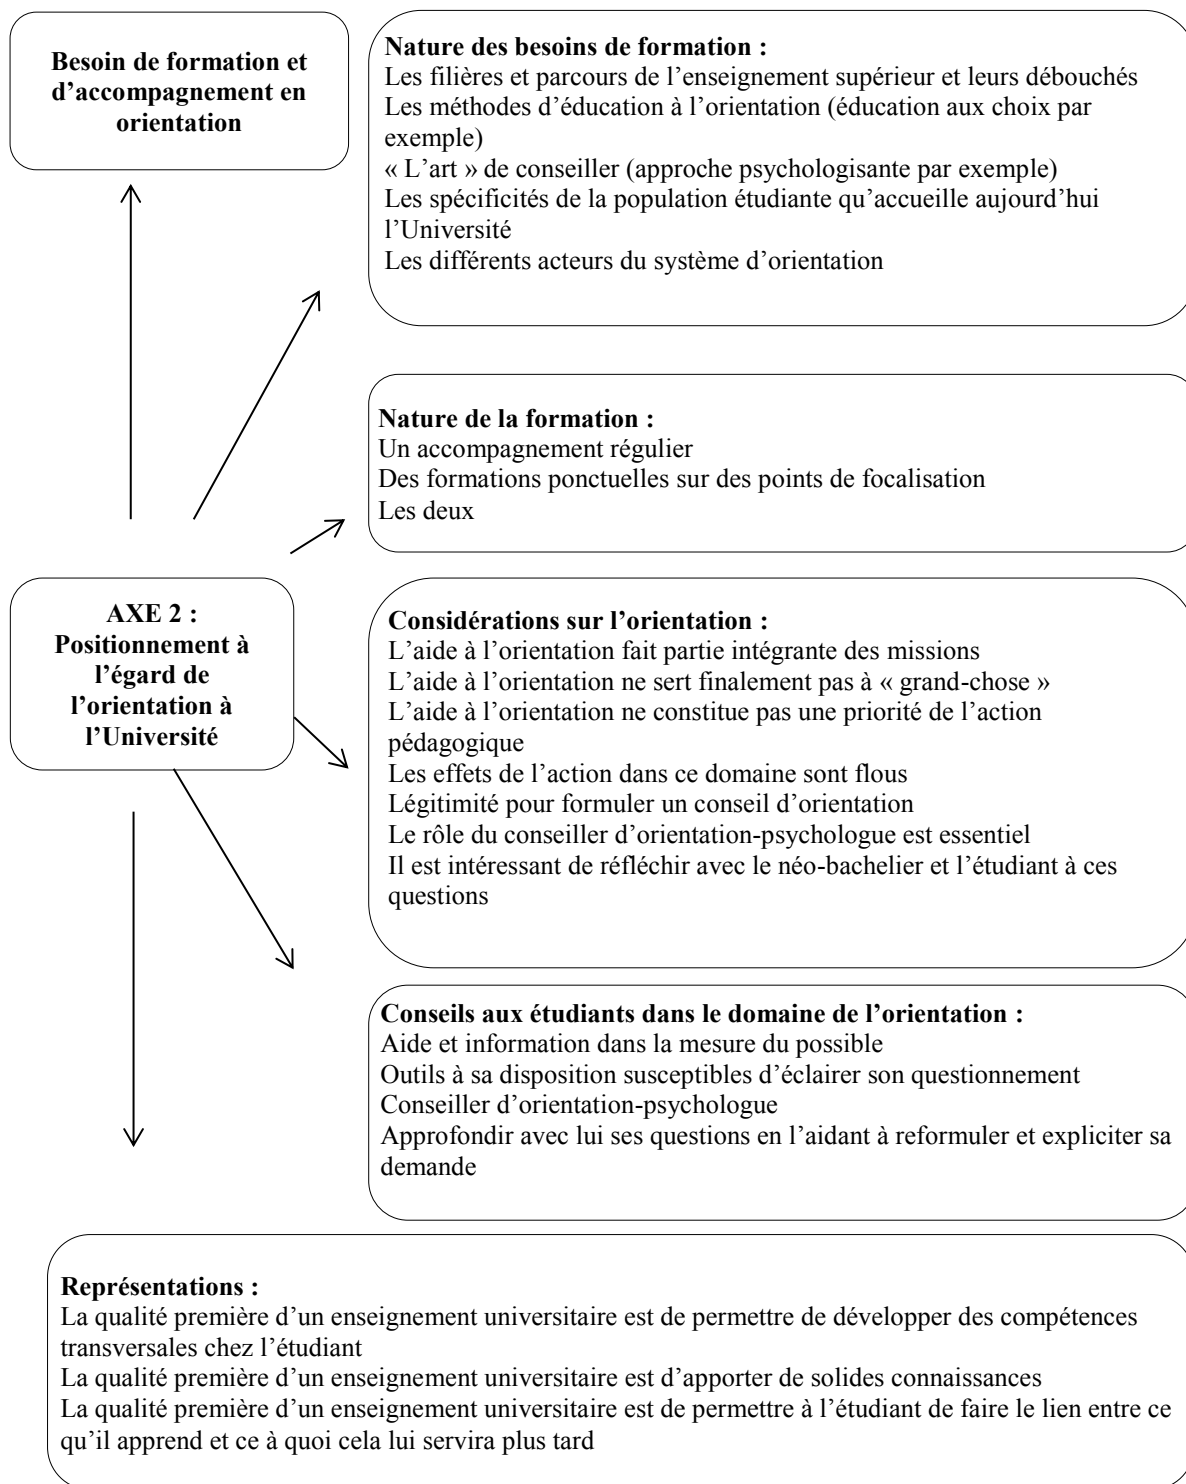 Besoin de formation et
d’accompagnement en
orientation
Nature des besoins de formation :
Les filières et parcours de l’enseignement supérieur et leurs débouchés
Les méthodes d’éducation à l’orientation (éducation aux choix par
exemple)
« L’art » de conseiller (approche psychologisante par exemple)
Les spécificités de la population étudiante qu’accueille aujourd’hui
l’Université
Les différents acteurs du système d’orientation
Nature de la formation :
Un accompagnement régulier
Des formations ponctuelles sur des points de focalisation
Les deux
AXE 2 :
Positionnement à
l’égard de
l’orientation à
l’Université
Considérations sur l’orientation :
L’aide à l’orientation fait partie intégrante des missions
L’aide à l’orientation ne sert finalement pas à « grand-chose »
L’aide à l’orientation ne constitue pas une priorité de l’action
pédagogique
Les effets de l’action dans ce domaine sont flous
Légitimité pour formuler un conseil d’orientation
Le rôle du conseiller d’orientation-psychologue est essentiel
Il est intéressant de réfléchir avec le néo-bachelier et l’étudiant à ces
questions
Conseils aux étudiants dans le domaine de l’orientation :
Aide et information dans la mesure du possible
Outils à sa disposition susceptibles d’éclairer son questionnement
Conseiller d’orientation-psychologue
Approfondir avec lui ses questions en l’aidant à reformuler et expliciter sa
demande
Représentations :
La qualité première d’un enseignement universitaire est de permettre de développer des compétences
transversales chez l’étudiant
La qualité première d’un enseignement universitaire est d’apporter de solides connaissances
La qualité première d’un enseignement universitaire est de permettre à l’étudiant de faire le lien entre ce
qu’il apprend et ce à quoi cela lui servira plus tard